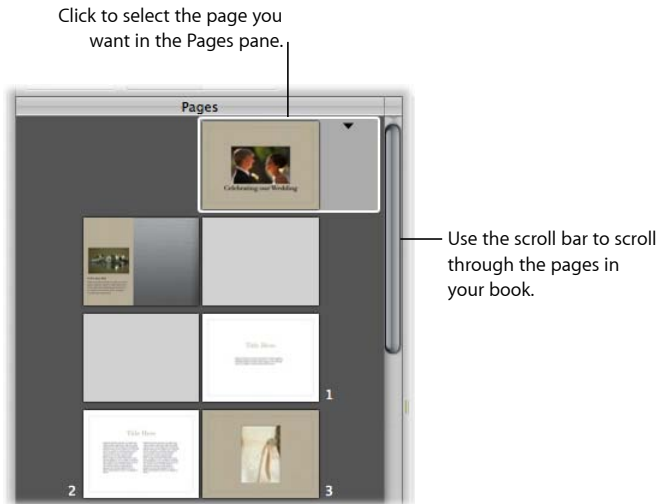 Click to select the page you
want in the Pages pane.
Pages
Celebrating our Wedding
Use the scroll bar to scroll
through the pages in
your book.
Title Here
1
Title Here
2
3